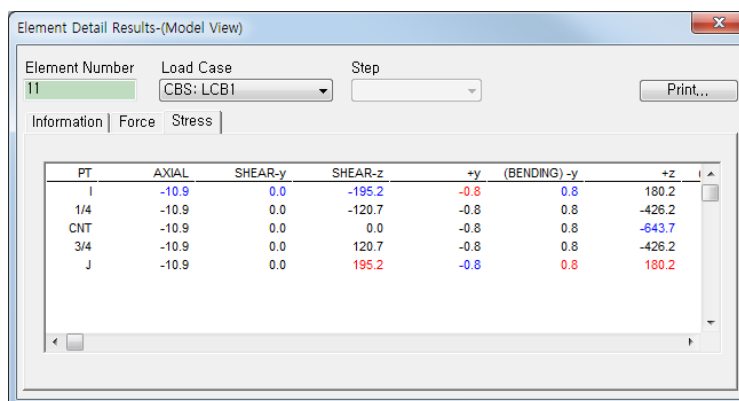 Element Detail Results-(Model View)
Element Number Load Case Step
11 CBS: LCB1 Print...
Information Force Stress
PT AXIAL SHEAR-y SHEAR-z +y (BENDING) -y +z (
I -10.9 0.0 -195.2 -0.8 0.8 180.2
1/4 -10.9 0.0 -120.7 -0.8 0.8 -426.2
CNT -10.9 0.0 0.0 -0.8 0.8 -643.7
3/4 -10.9 0.0 120.7 -0.8 0.8 -426.2
J -10.9 0.0 195.2 -0.8 0.8 180.2